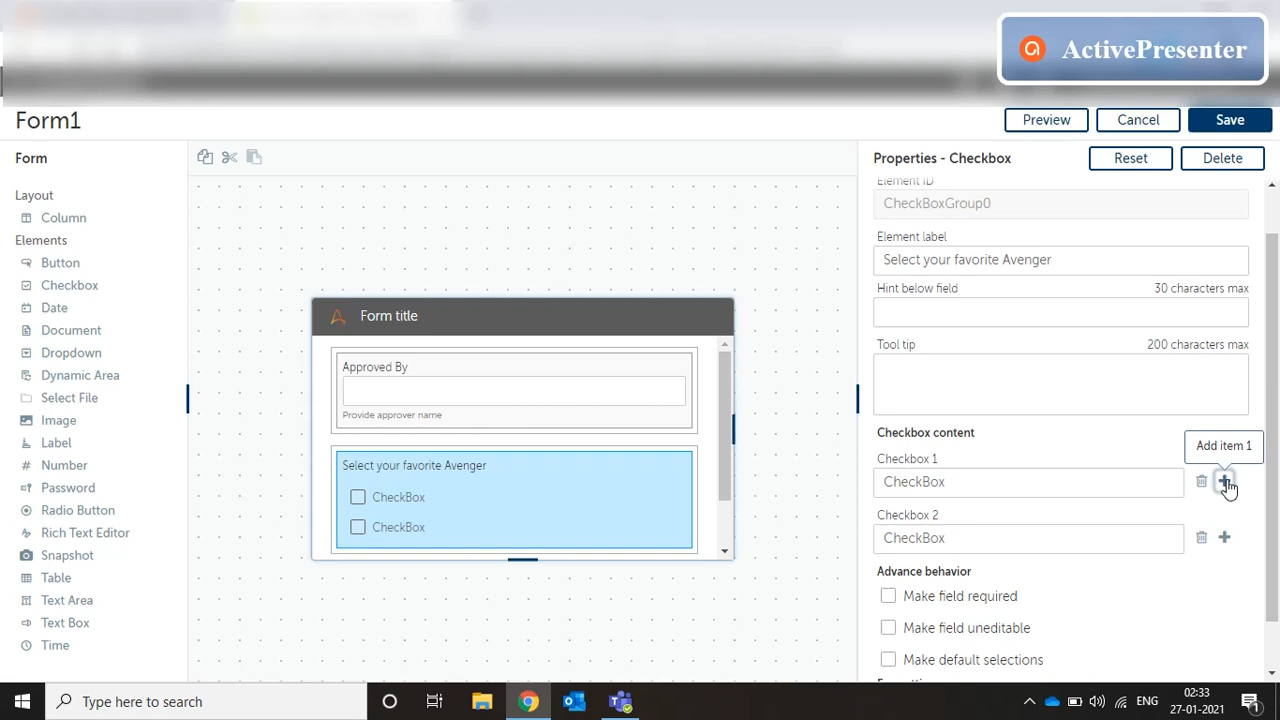 ActivePresenter
Form1
Preview
Cancel
Save
Form
Properties - Checkbox
Reset
Delete
Layout
Column
Elements
Button
Checkbox
Date
Document
Dropdown
Dynamic Area
Select File
Image
Label
Number
Password
Radio Button
Rich Text Editor
Snapshot
Table
Text Area
Text Box
Time
Form title
Approved By
Provide approver name
Select your favorite Avenger
CheckBox
CheckBox
Element ID
CheckBoxGroup0
Element label
Select your favorite Avenger
Hint below field
30 characters max
Tool tip
200 characters max
Checkbox content
Add item 1
Checkbox 1
CheckBox
Checkbox 2
CheckBox
Advance behavior
Make field required
Make field uneditable
Make default selections
Type here to search
ENG
02:33
27-01-2021
1